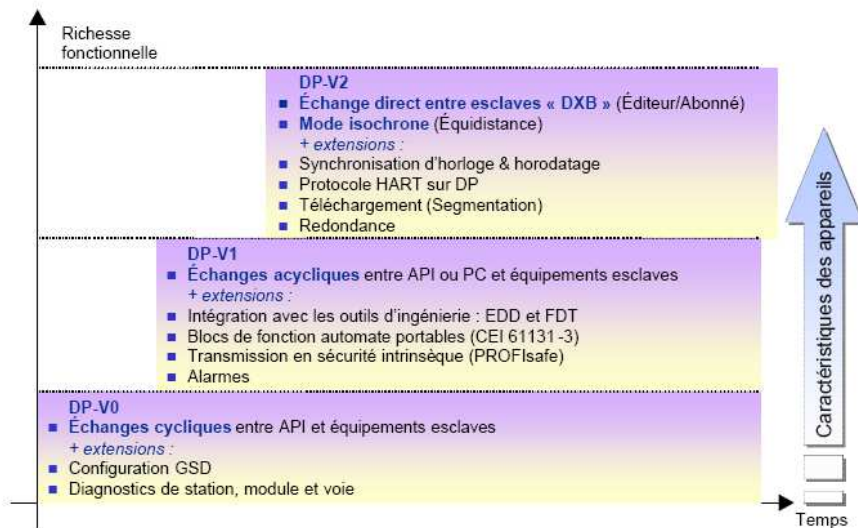 Richesse
fonctionnelle
DP-V2
Échange direct entre esclaves « DXB » (Éditeur/Abonné)
Mode isochrone (Équidistance)
+ extensions :
Synchronisation d'horloge & horodatage
Protocole HART sur DP
Téléchargement (Segmentation)
Redondance
DP-V1
Échanges acycliques entre API ou PC et équipements esclaves
+ extensions :
Intégration avec les outils d'ingénierie : EDD et FDT
Blocs de fonction automate portables (CEI 61131-3)
Transmission en sécurité intrinsèque (PROFIsafe)
Alarmes
DP-V0
Échanges cycliques entre API et équipements esclaves
+ extensions :
Configuration GSD
Diagnostics de station, module et voie
Caractéristiques des appareils
Temps